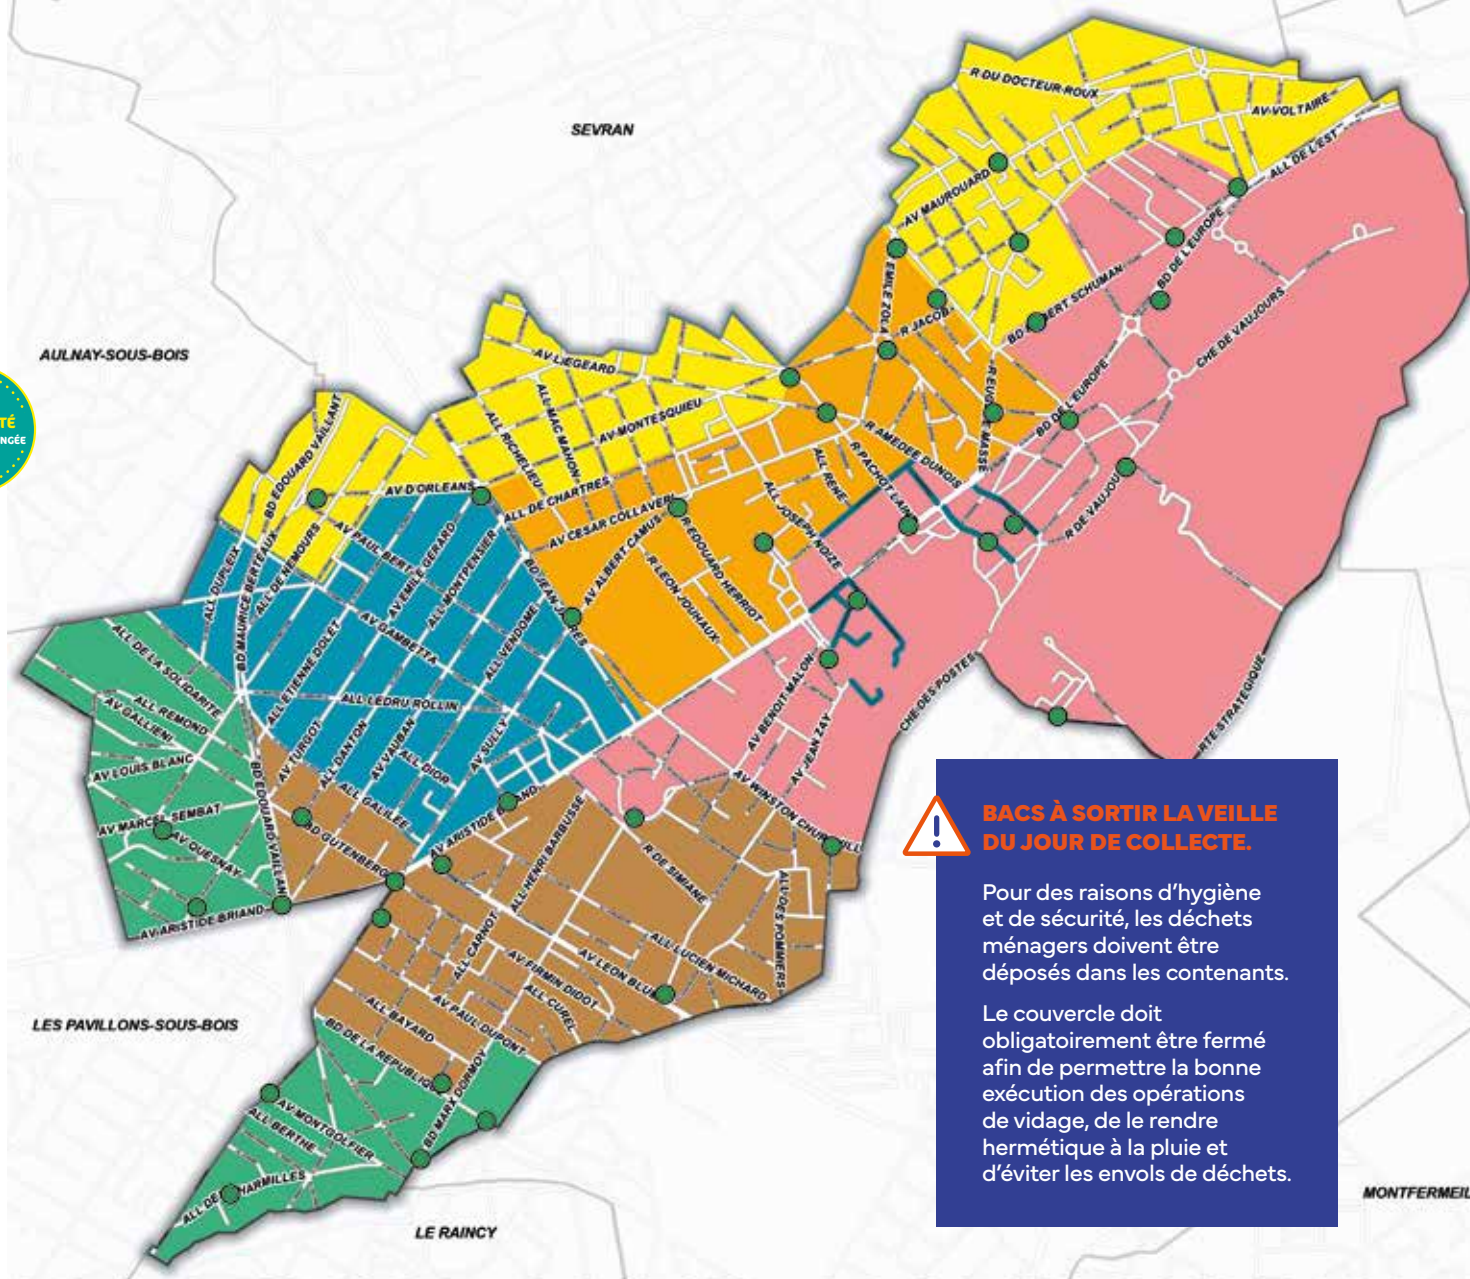 SEVRAN
R DU DOCTEUR ROUX
AV VOLTAIRE
ALL DE L'EST
AV MAUROUARD
BD DE L'EUROPE
EMILE ZOLA
R JACOB
CHE DE VAUJOURS
AULNAY-SOUS-BOIS
AV LIEGEARD
BD DE L'EUROPE
ALL MAC MAHON
AV MONTESQUIEU
TÉ
NGÉE
BD EDOUARD VAILLANT
ALL RICHELIEU
R AMEDEE DUNOIS
R PACHOT LAINE
ALL RENE
AV D'ORLEANS
ALL DE CHARTRES
ALL JOSEPH NOIZE
AV CESAR COLLAVERI
R DE VAUJOURS
ALL DE NEMOURS
AV PAUL BERT
AV EMILE GERARD
ALL MONTPENSIER
AV ALBERT CAMUS
R EDOUARD HERRIOT
R LEON JOUHAUX
ALL DUPLEIX
BD MAURICE BERTEAUX
BD JEAN JAURES
AV GAMBETTA
ALL VENDOME
ALL ETIENNE DOLET
ALL DE LA SOLIDARITE
ALL LEDRU ROLLIN
ALL REMOND
AV GALLIENI
AV BENOIT MALON
CHE DES POSTES
RTE STRATEGIQUE
AV JEAN ZAY
AV TURGOT
ALL DANTON
AV VAUBAN
AV SULLY
ALL DIOR
AV LOUIS BLANC
BD EDOUARD VAILLANT
ALL GALILEE
AV WINSTON CHURCHILL
AV MARCEL SEMBAT
AV QUESNAY
BD GUTENBERG
ALL HENRI BARBUSSE
R DE SIMIANE
AV ARISTIDE BRIAND
ALL DES POMMIERS
ALL CARNOT
ALL LUCIEN MICHARD
AV LEON BLUM
AV FIRMIN DIDOT
ALL CUREL
AV PAUL DUPONT
ALL BAYARD
BD DE LA REPUBLIQUE
LES PAVILLONS-SOUS-BOIS
BD MARX DORMOY
AV MONTGOLFIER
ALL BERTHE
LE RAINCY
MONTFERMEIL
BACS À SORTIR LA VEILLE
DU JOUR DE COLLECTE.
Pour des raisons d'hygiène
et de sécurité, les déchets
ménagers doivent être
déposés dans les contenants.
Le couvercle doit
obligatoirement être fermé
afin de permettre la bonne
exécution des opérations
de vidage, de le rendre
hermétique à la pluie et
d'éviter les envols de déchets.